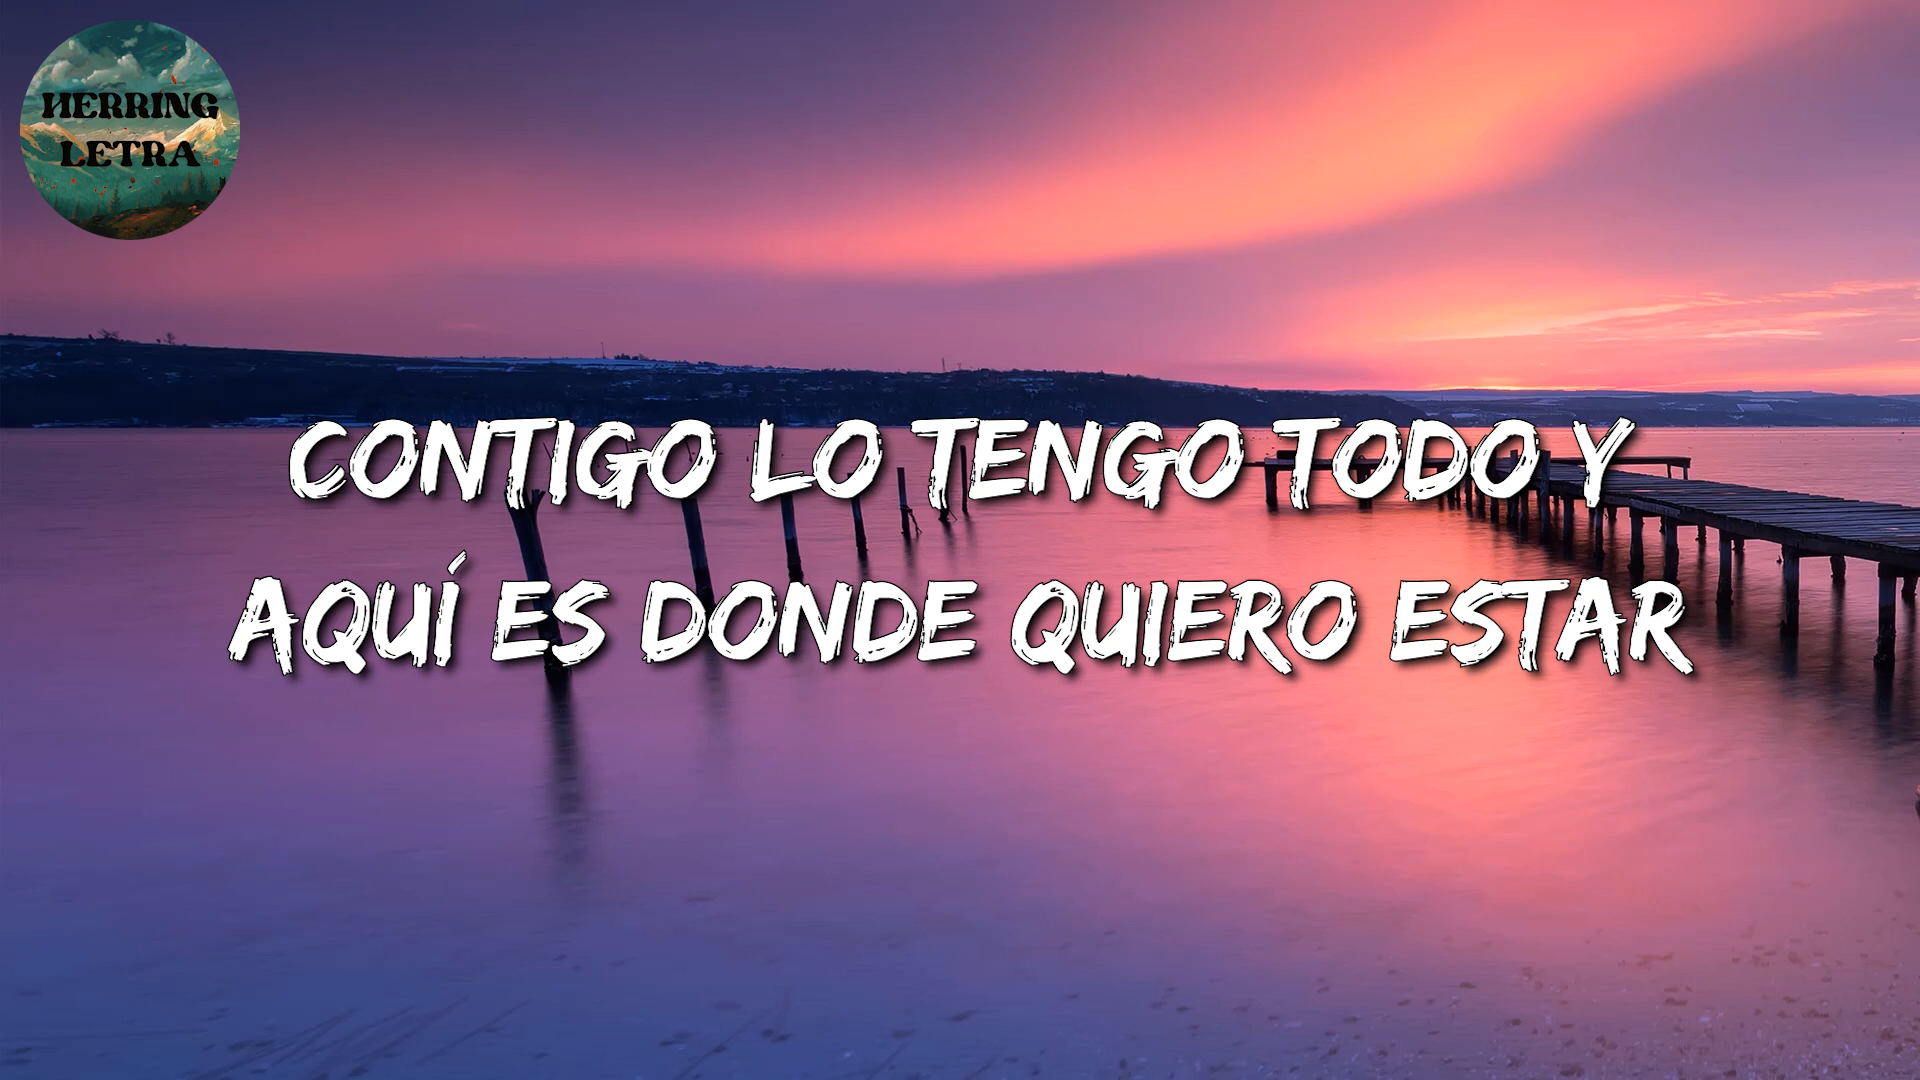 HERRING
LETRA
CONTIGO LO TENGO TODO Y
AQUÍ ES DONDE QUIERO ESTAR